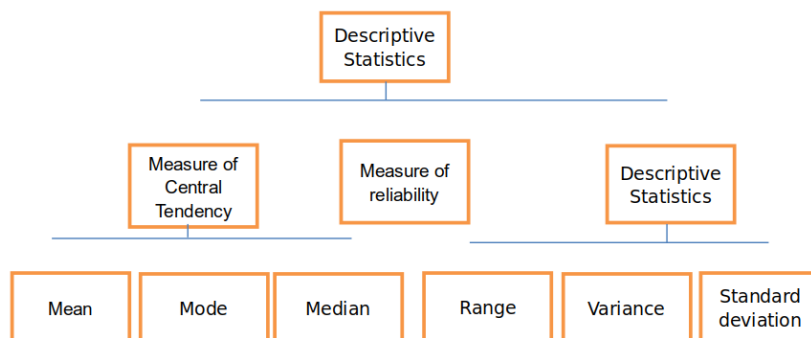 Descriptive
Statistics
Measure of
Central
Tendency
Measure of
reliability
Descriptive
Statistics
Mean
Mode
Median
Range
Variance
Standard
deviation